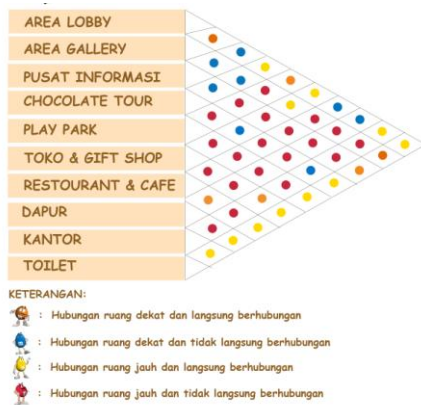 AREA LOBBY
AREA GALLERY
PUSAT INFORMASI
CHOCOLATE TOUR
PLAY PARK
TOKO & GIFT SHOP
RESTOURANT & CAFE
DAPUR
KANTOR
TOILET
KETERANGAN:
: Hubungan ruang dekat dan langsung berhubungan
: Hubungan ruang dekat dan tidak langsung berhubungan
: Hubungan ruang jauh dan langsung berhubungan
: Hubungan ruang jauh dan tidak langsung berhubungan